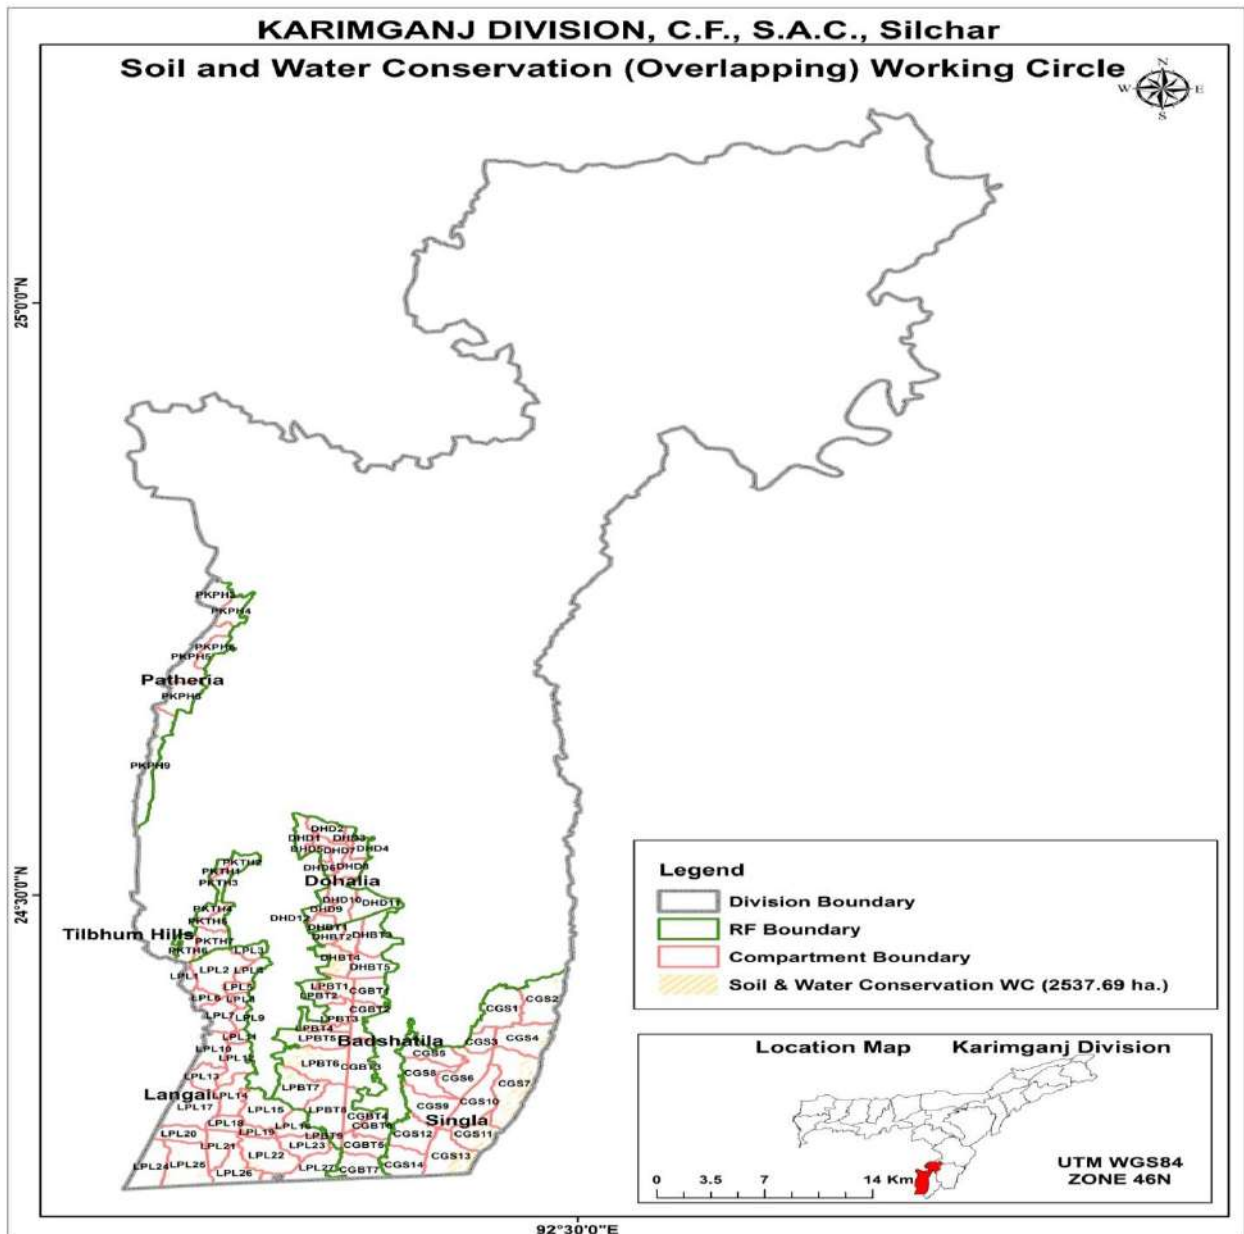 KARIMGANJ DIVISION, C.F., S.A.C., Silchar
Soil and Water Conservation (Overlapping) Working Circle
N
W E
S
25°0'0"N
24°30'0"N
92°30'0"E
PKPH4
PKPH6
PKPH5
Patheria
PKPH8
PKPH9
DHD2
DHD1 DHD3
DHD5 DHD7 DHD4
DHD6 DHD8
Dohalia
DHD10 DHD11
DHD9
DHD12
PKTH2
PKTH1
PKTH3
PKTH4
PKTH5
Tilbhum Hills
PKTH7
PKTH6
LPL3
DHBT1
DHBT2 DHBT3
DHBT4
DHBT5
LPL1 LPL2
LPL5
LPL6
LPL7 LPL9
LPL10
LPL13
Langai LPL14
LPL17 LPL15
LPL18
LPL20 LPL19
LPL21 LPL23
LPL22
LPL24 LPL25
LPL26 LPL27
LPBT1 CGBT1
LPBT2
CGBT2
LPBT3
LPBT4
LPBT5 Badshatila
LPBT6 CGBT3
LPBT7
LPBT8 CGBT4
LPBT9 CGBT5
CGBT7
CGS2
CGS1
CGS3 CGS4
CGS5
CGS8 CGS6
CGS7
CGS9 CGS10
Singla
CGS12 CGS11
CGS13
CGS14
Legend
Division Boundary
RF Boundary
Compartment Boundary
Soil & Water Conservation WC (2537.69 ha.)
Location Map Karimganj Division
UTM WGS84
ZONE 46N
0 3.5 7 14 Km